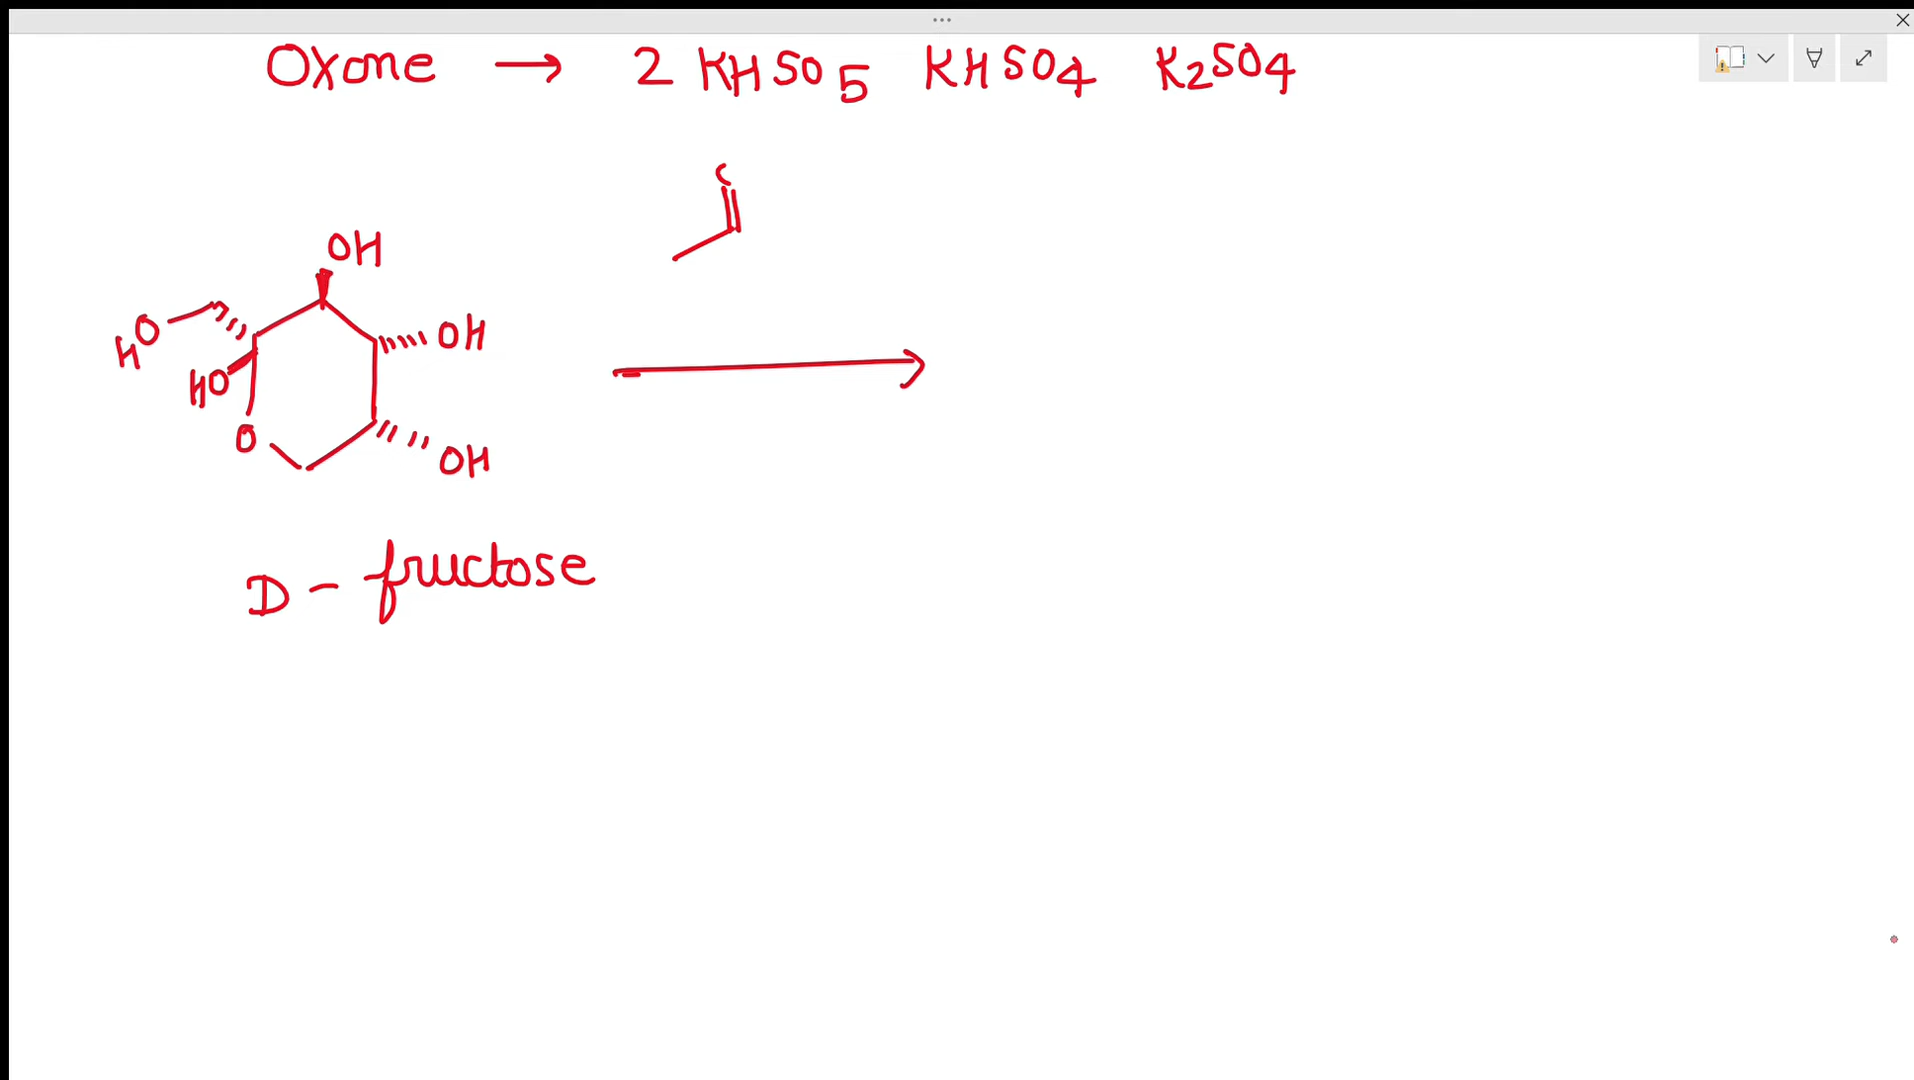 Oxone → 2 KHSO5 KHSO4 K2SO4
OH
HO
OH
HO
O
OH
D - fructose